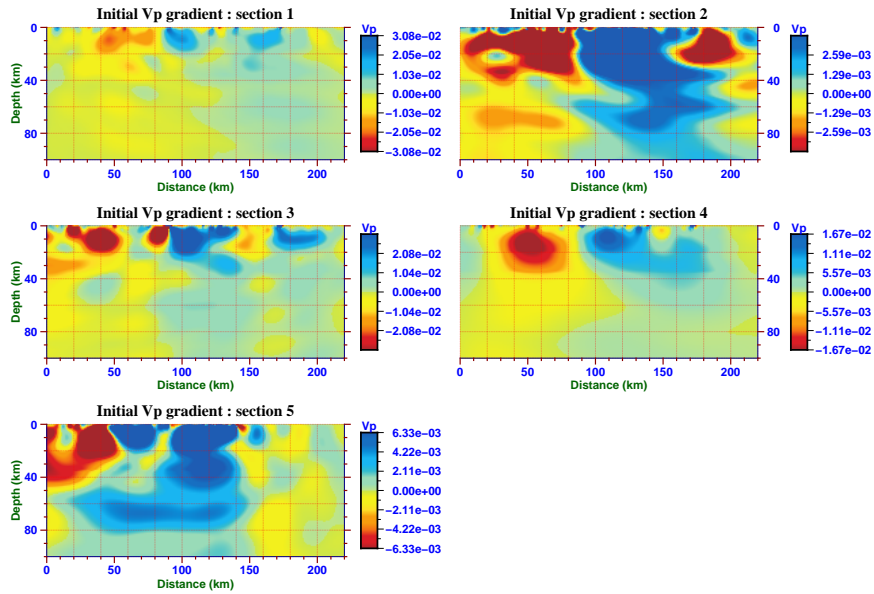 Initial Vp gradient : section 1
Vp
0
40
80
Depth (km)
0 50 100 150 200
Distance (km)
3.08e-02
2.05e-02
1.03e-02
0.00e+00
-1.03e-02
-2.05e-02
-3.08e-02
Initial Vp gradient : section 2
Vp
0
40
80
0 50 100 150 200
Distance (km)
2.59e-03
1.29e-03
0.00e+00
-1.29e-03
-2.59e-03
Initial Vp gradient : section 3
Vp
0
40
80
Depth (km)
0 50 100 150 200
Distance (km)
2.08e-02
1.04e-02
0.00e+00
-1.04e-02
-2.08e-02
Initial Vp gradient : section 4
Vp
0
40
80
0 50 100 150 200
Distance (km)
1.67e-02
1.11e-02
5.57e-03
0.00e+00
-5.57e-03
-1.11e-02
-1.67e-02
Initial Vp gradient : section 5
Vp
0
40
80
Depth (km)
0 50 100 150 200
Distance (km)
6.33e-03
4.22e-03
2.11e-03
0.00e+00
-2.11e-03
-4.22e-03
-6.33e-03